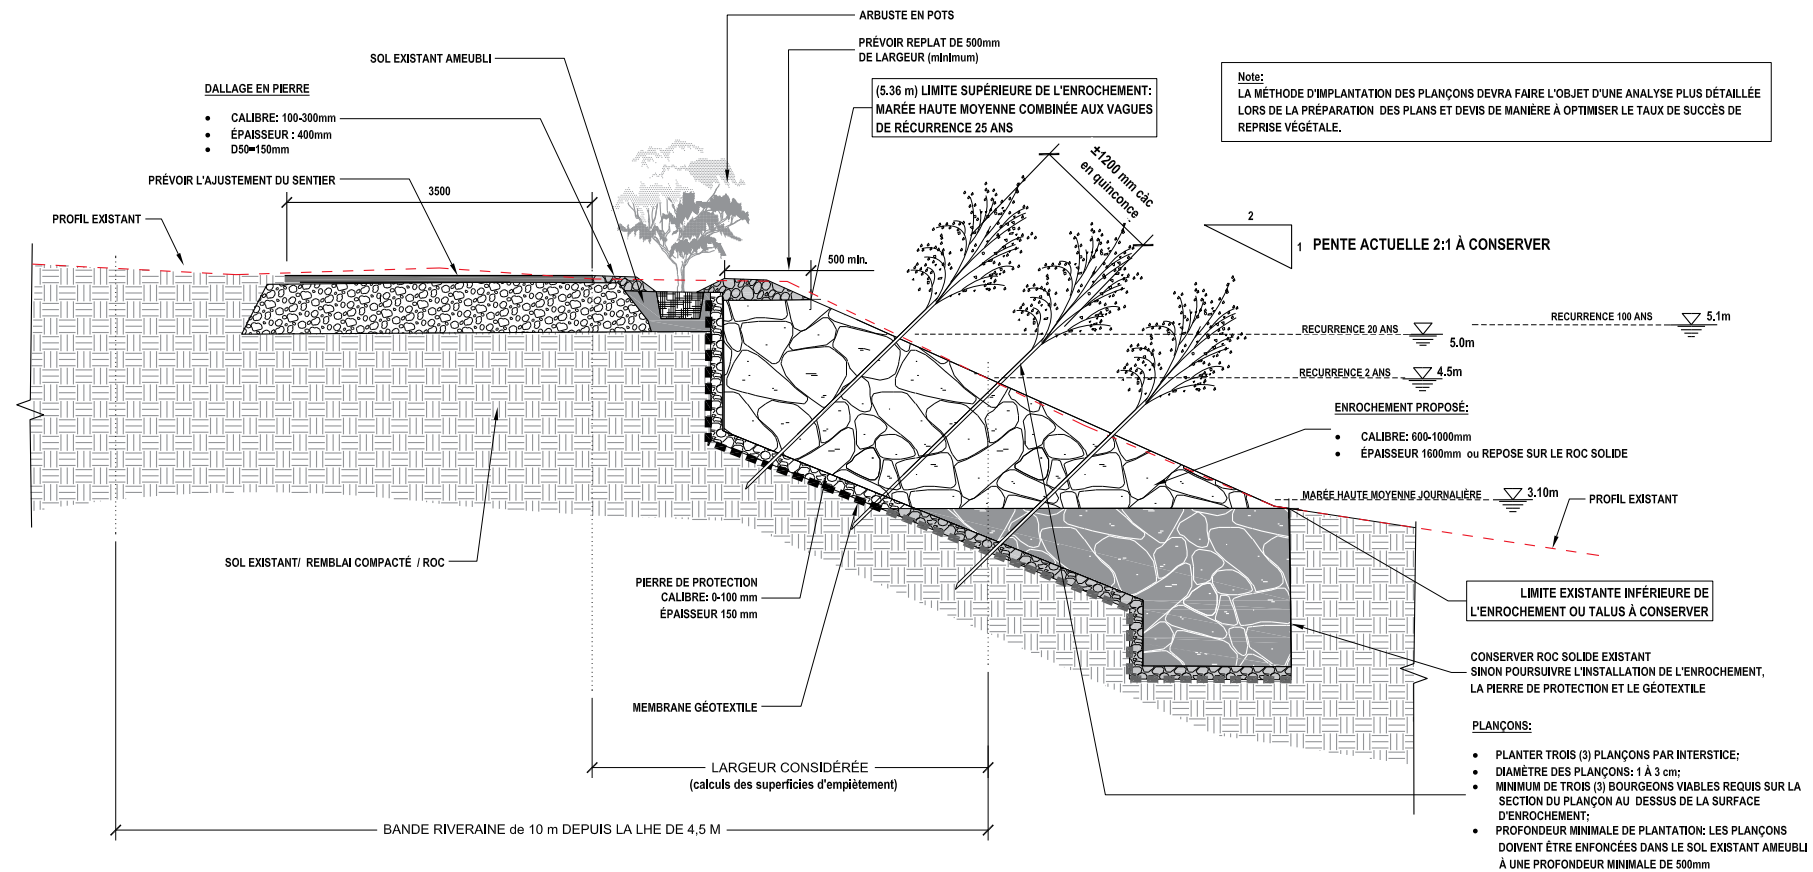 ARBUSTE EN POTS
PRÉVOIR REPLAT DE 500mm
DE LARGEUR (minimum)
SOL EXISTANT AMEUBLI
DALLAGE EN PIERRE
• CALIBRE: 100-300mm
• ÉPAISSEUR : 400mm
• D50=150mm
(5.36 m) LIMITE SUPÉRIEURE DE L'ENROCHEMENT:
MARÉE HAUTE MOYENNE COMBINÉE AUX VAGUES
DE RÉCURRENCE 25 ANS
Note:
LA MÉTHODE D'IMPLANTATION DES PLANÇONS DEVRA FAIRE L'OBJET D'UNE ANALYSE PLUS DÉTAILLÉE
LORS DE LA PRÉPARATION DES PLANS ET DEVIS DE MANIÈRE À OPTIMISER LE TAUX DE SUCCÈS DE
REPRISE VÉGÉTALE.
PRÉVOIR L'AJUSTEMENT DU SENTIER
3500
±1200 mm càc
en quinconce
PROFIL EXISTANT
2
1
PENTE ACTUELLE 2:1 À CONSERVER
500 min.
RECURRENCE 20 ANS
5.0m
RECURRENCE 100 ANS
5.1m
RECURRENCE 2 ANS
4.5m
ENROCHEMENT PROPOSÉ:
• CALIBRE: 600-1000mm
• ÉPAISSEUR 1600mm ou REPOSE SUR LE ROC SOLIDE
MARÉE HAUTE MOYENNE JOURNALIÈRE
3.10m
PROFIL EXISTANT
SOL EXISTANT/ REMBLAI COMPACTÉ / ROC
PIERRE DE PROTECTION
CALIBRE: 0-100 mm
ÉPAISSEUR 150 mm
LIMITE EXISTANTE INFÉRIEURE DE
L'ENROCHEMENT OU TALUS À CONSERVER
CONSERVER ROC SOLIDE EXISTANT
SINON POURSUIVRE L'INSTALLATION DE L'ENROCHEMENT,
LA PIERRE DE PROTECTION ET LE GÉOTEXTILE
MEMBRANE GÉOTEXTILE
PLANÇONS:
• PLANTER TROIS (3) PLANÇONS PAR INTERSTICE;
• DIAMÈTRE DES PLANÇONS: 1 À 3 cm;
• MINIMUM DE TROIS (3) BOURGEONS VIABLES REQUIS SUR LA
SECTION DU PLANÇON AU DESSUS DE LA SURFACE
D'ENROCHEMENT;
• PROFONDEUR MINIMALE DE PLANTATION: LES PLANÇONS
DOIVENT ÊTRE ENFONCÉES DANS LE SOL EXISTANT AMEUBLI
À UNE PROFONDEUR MINIMALE DE 500mm
LARGEUR CONSIDÉRÉE
(calculs des superficies d'empiètement)
BANDE RIVERAINE de 10 m DEPUIS LA LHE DE 4,5 M